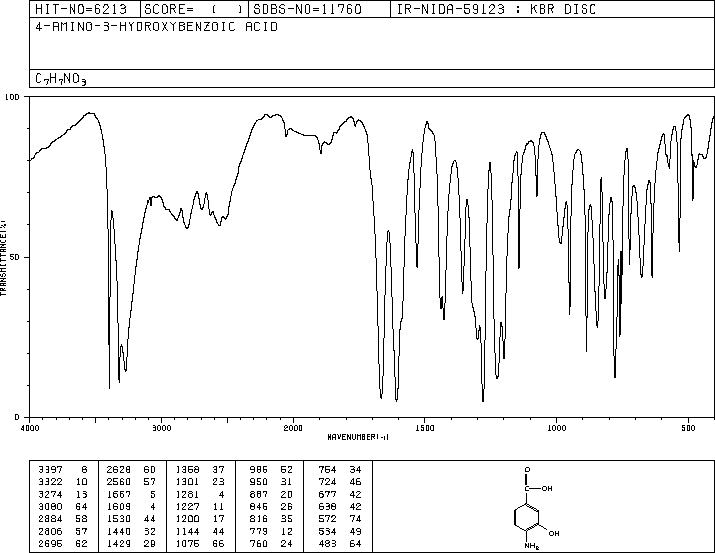 HIT-NO=6213 SCORE= ( ) SDBS-NO=11760 IR-NIDA-59123 : KBR DISC
4-AMINO-3-HYDROXYBENZOIC ACID
C7H7NO3
100
50
0
TRANSMITTANCE(%)
4000 3000 2000 1500 1000 500
WAVENUMBER(-1)
3397 8 2628 60 1358 37 986 52 754 34
3322 10 2560 57 1301 23 950 31 724 46
3274 13 1667 5 1281 4 887 20 677 42
3080 64 1609 4 1227 11 846 26 638 42
2884 58 1530 44 1200 17 816 35 572 74
2806 57 1440 32 1144 44 779 12 534 49
2695 62 1429 29 1076 66 760 24 483 64
O
C OH
OH
NH2